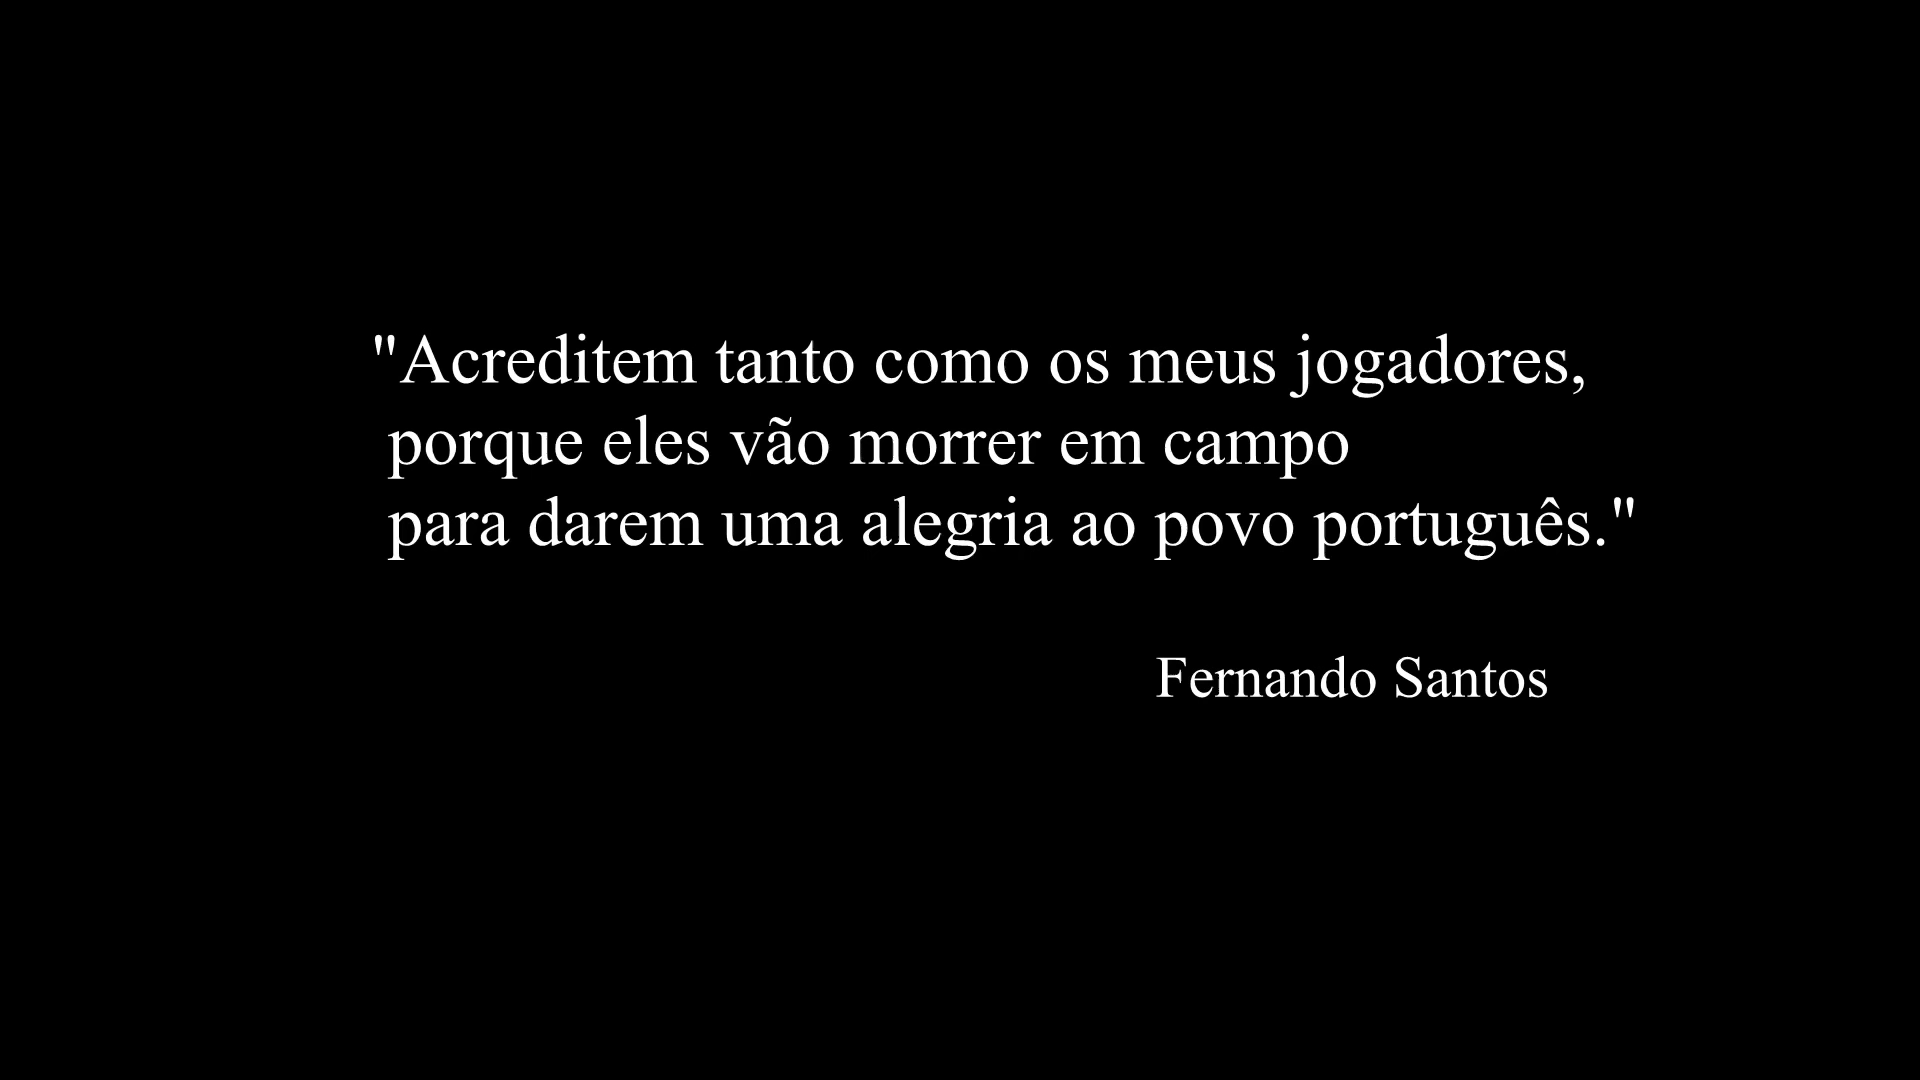 "Acreditem tanto como os meus jogadores,
porque eles vão morrer em campo
para darem uma alegria ao povo português."
Fernando Santos